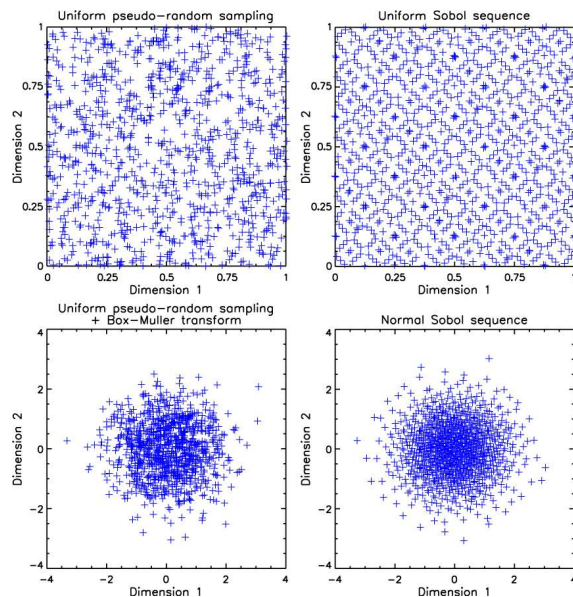 Uniform pseudo-random sampling
1
0.75
0.5
0.25
0
Dimension 2
0 0.25 0.5 0.75 1
Dimension 1
Uniform Sobol sequence
1
0.75
0.5
0.25
0
Dimension 2
0 0.25 0.5 0.75 1
Dimension 1
Uniform pseudo-random sampling
+ Box-Muller transform
4
2
0
−2
−4
Dimension 2
−4 −2 0 2 4
Dimension 1
Normal Sobol sequence
4
2
0
−2
−4
Dimension 2
−4 −2 0 2 4
Dimension 1